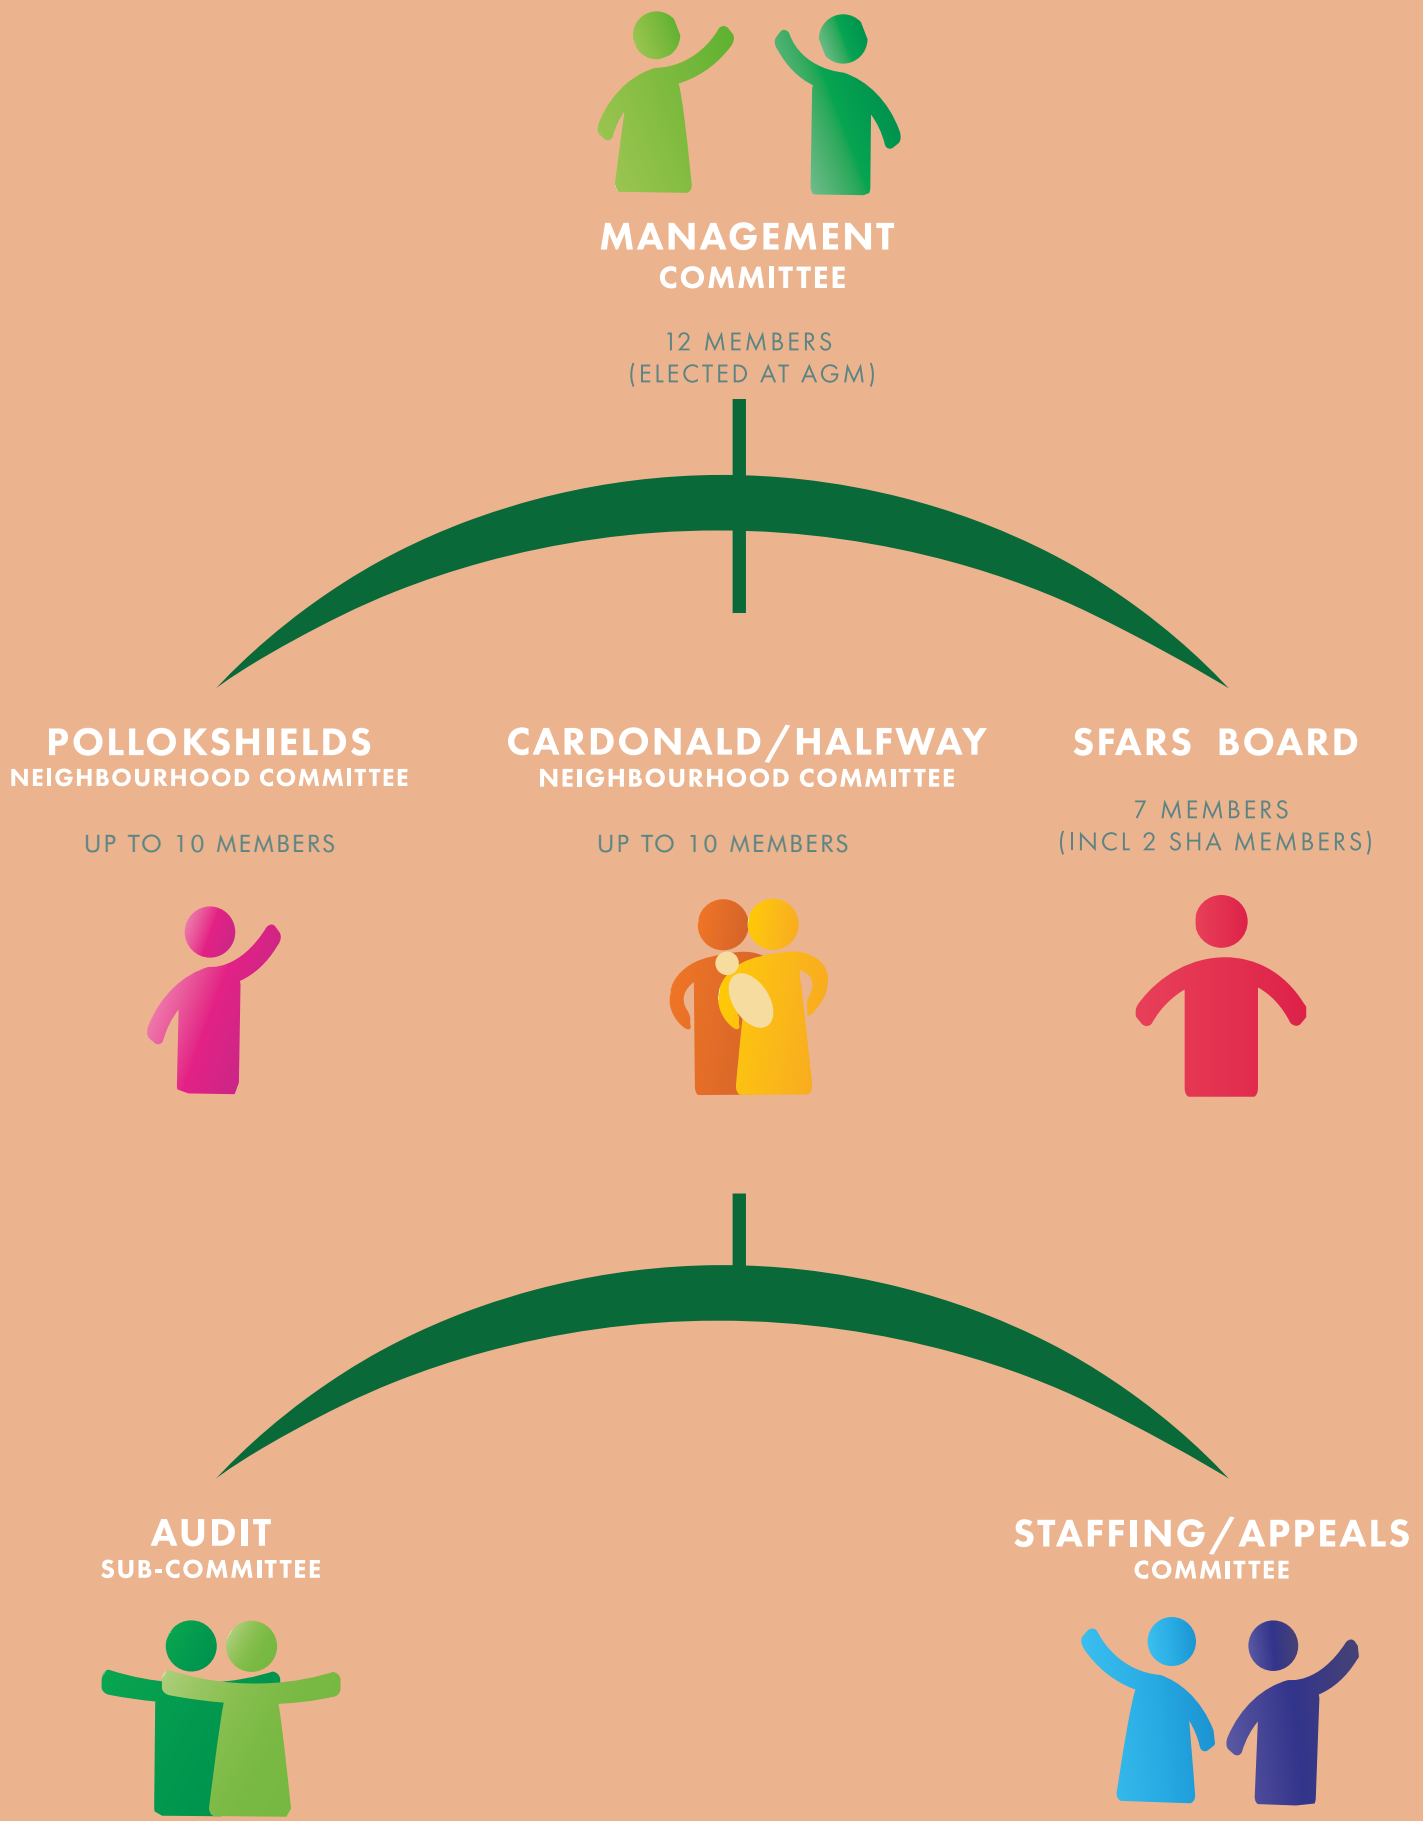 MANAGEMENT
COMMITTEE
12 MEMBERS
(ELECTED AT AGM)
POLLOKSHIELDS
NEIGHBOURHOOD COMMITTEE
UP TO 10 MEMBERS
CARDONALD/HALFWAY
NEIGHBOURHOOD COMMITTEE
UP TO 10 MEMBERS
SFARS BOARD
7 MEMBERS
(INCL 2 SHA MEMBERS)
AUDIT
SUB-COMMITTEE
STAFFING/APPEALS
COMMITTEE